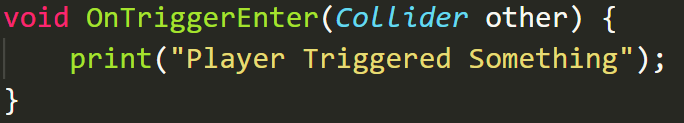 void OnTriggerEnter(Collider other) {
    print("Player Triggered Something");
}